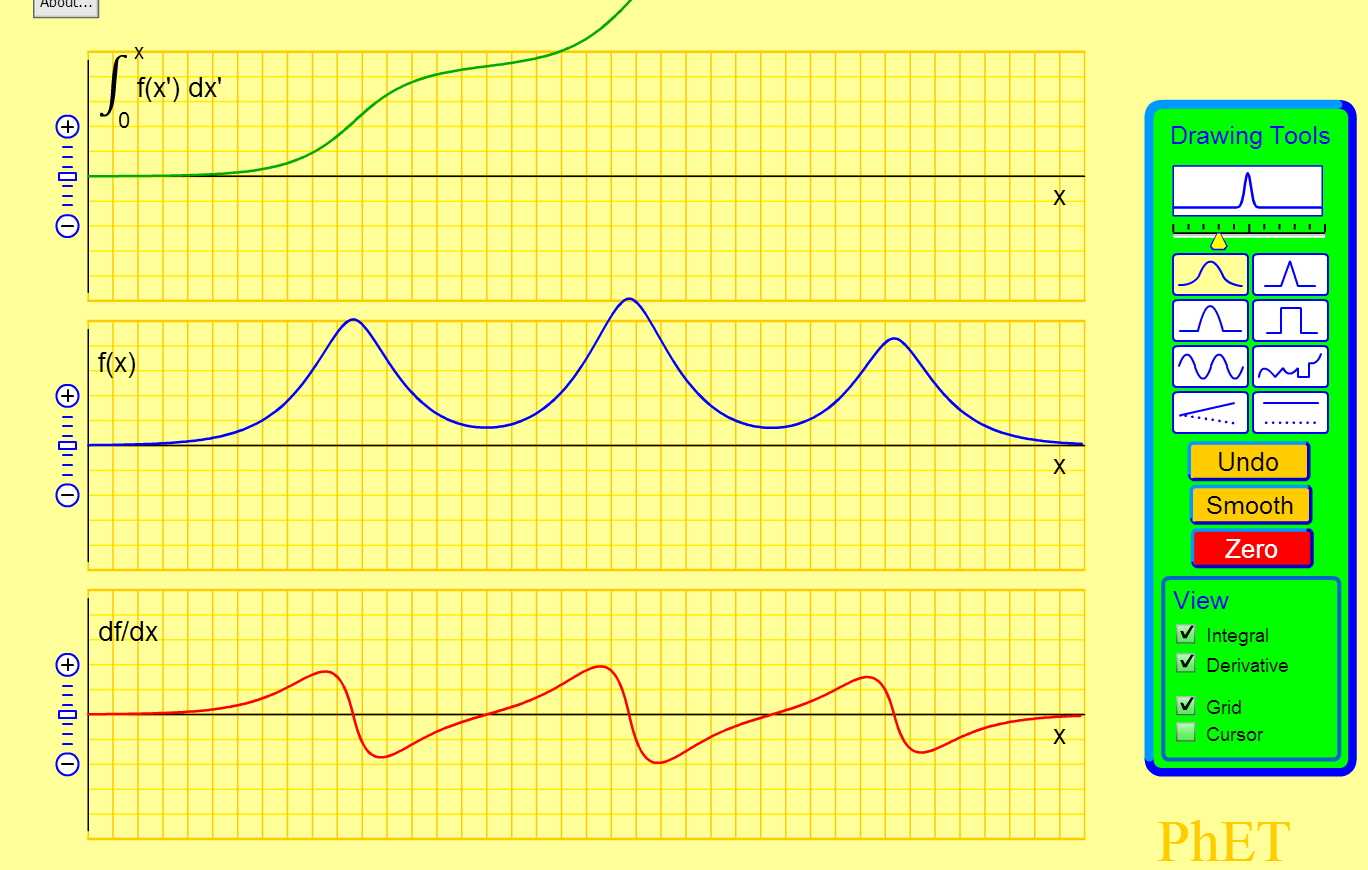 About...
∫
x
f(x') dx'
0
+
−
x
f(x)
+
−
x
df/dx
+
−
x
Drawing Tools
Undo
Smooth
Zero
View
Integral
Derivative
Grid
Cursor
PhET